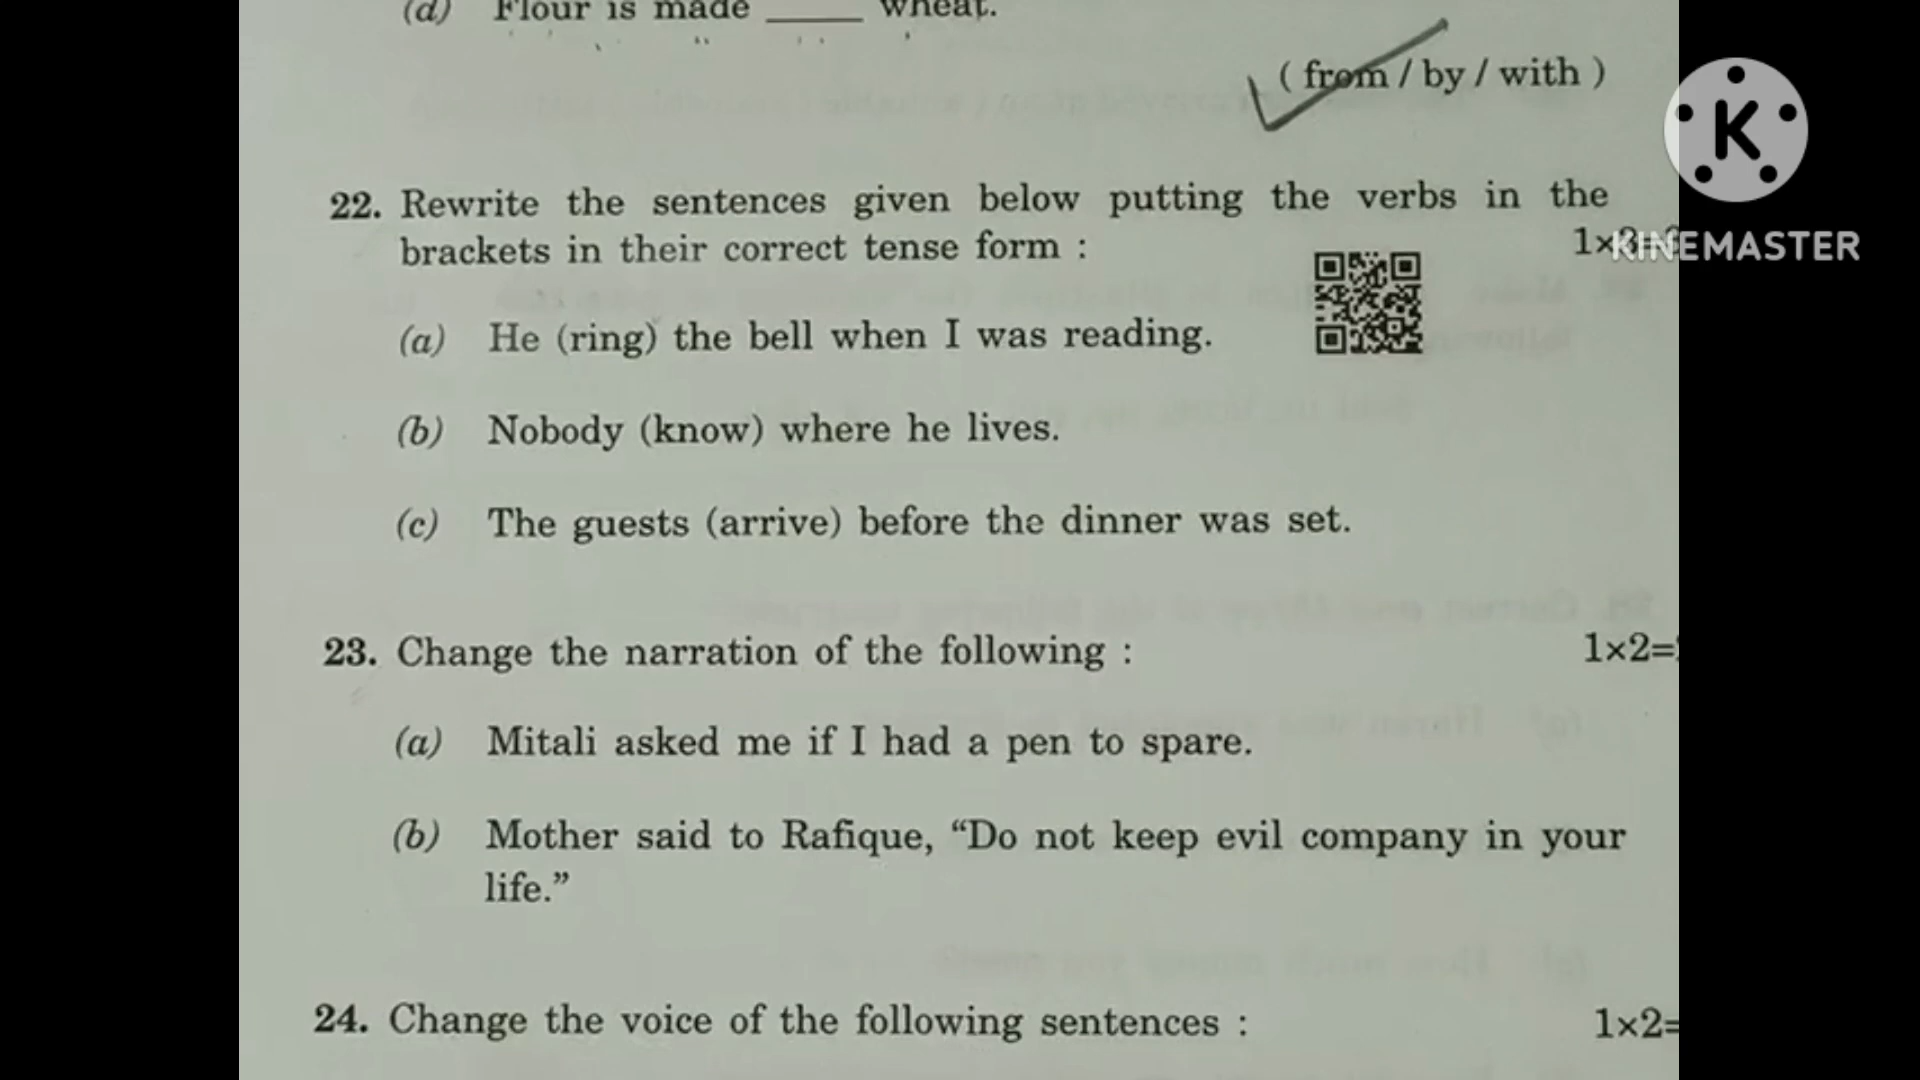 (d) Flour is made _____ wheat.
( from / by / with )
K
22. Rewrite the sentences given below putting the verbs in the
brackets in their correct tense form : 1×3=
KINEMASTER
(a) He (ring) the bell when I was reading.
(b) Nobody (know) where he lives.
(c) The guests (arrive) before the dinner was set.
23. Change the narration of the following : 1×2=
(a) Mitali asked me if I had a pen to spare.
(b) Mother said to Rafique, “Do not keep evil company in your
life.”
24. Change the voice of the following sentences : 1×2=